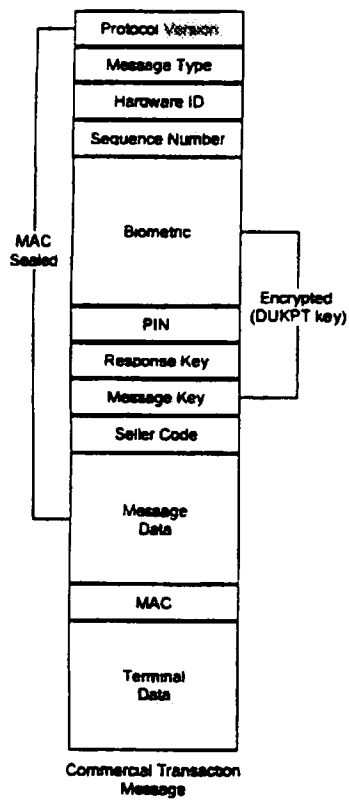 Protocol Version
Message Type
Hardware ID
Sequence Number
Biometric
MAC
Sealed
Encrypted
(DUKPT key)
PIN
Response Key
Message Key
Seller Code
Message
Data
MAC
Terminal
Data
Commercial Transaction
Message